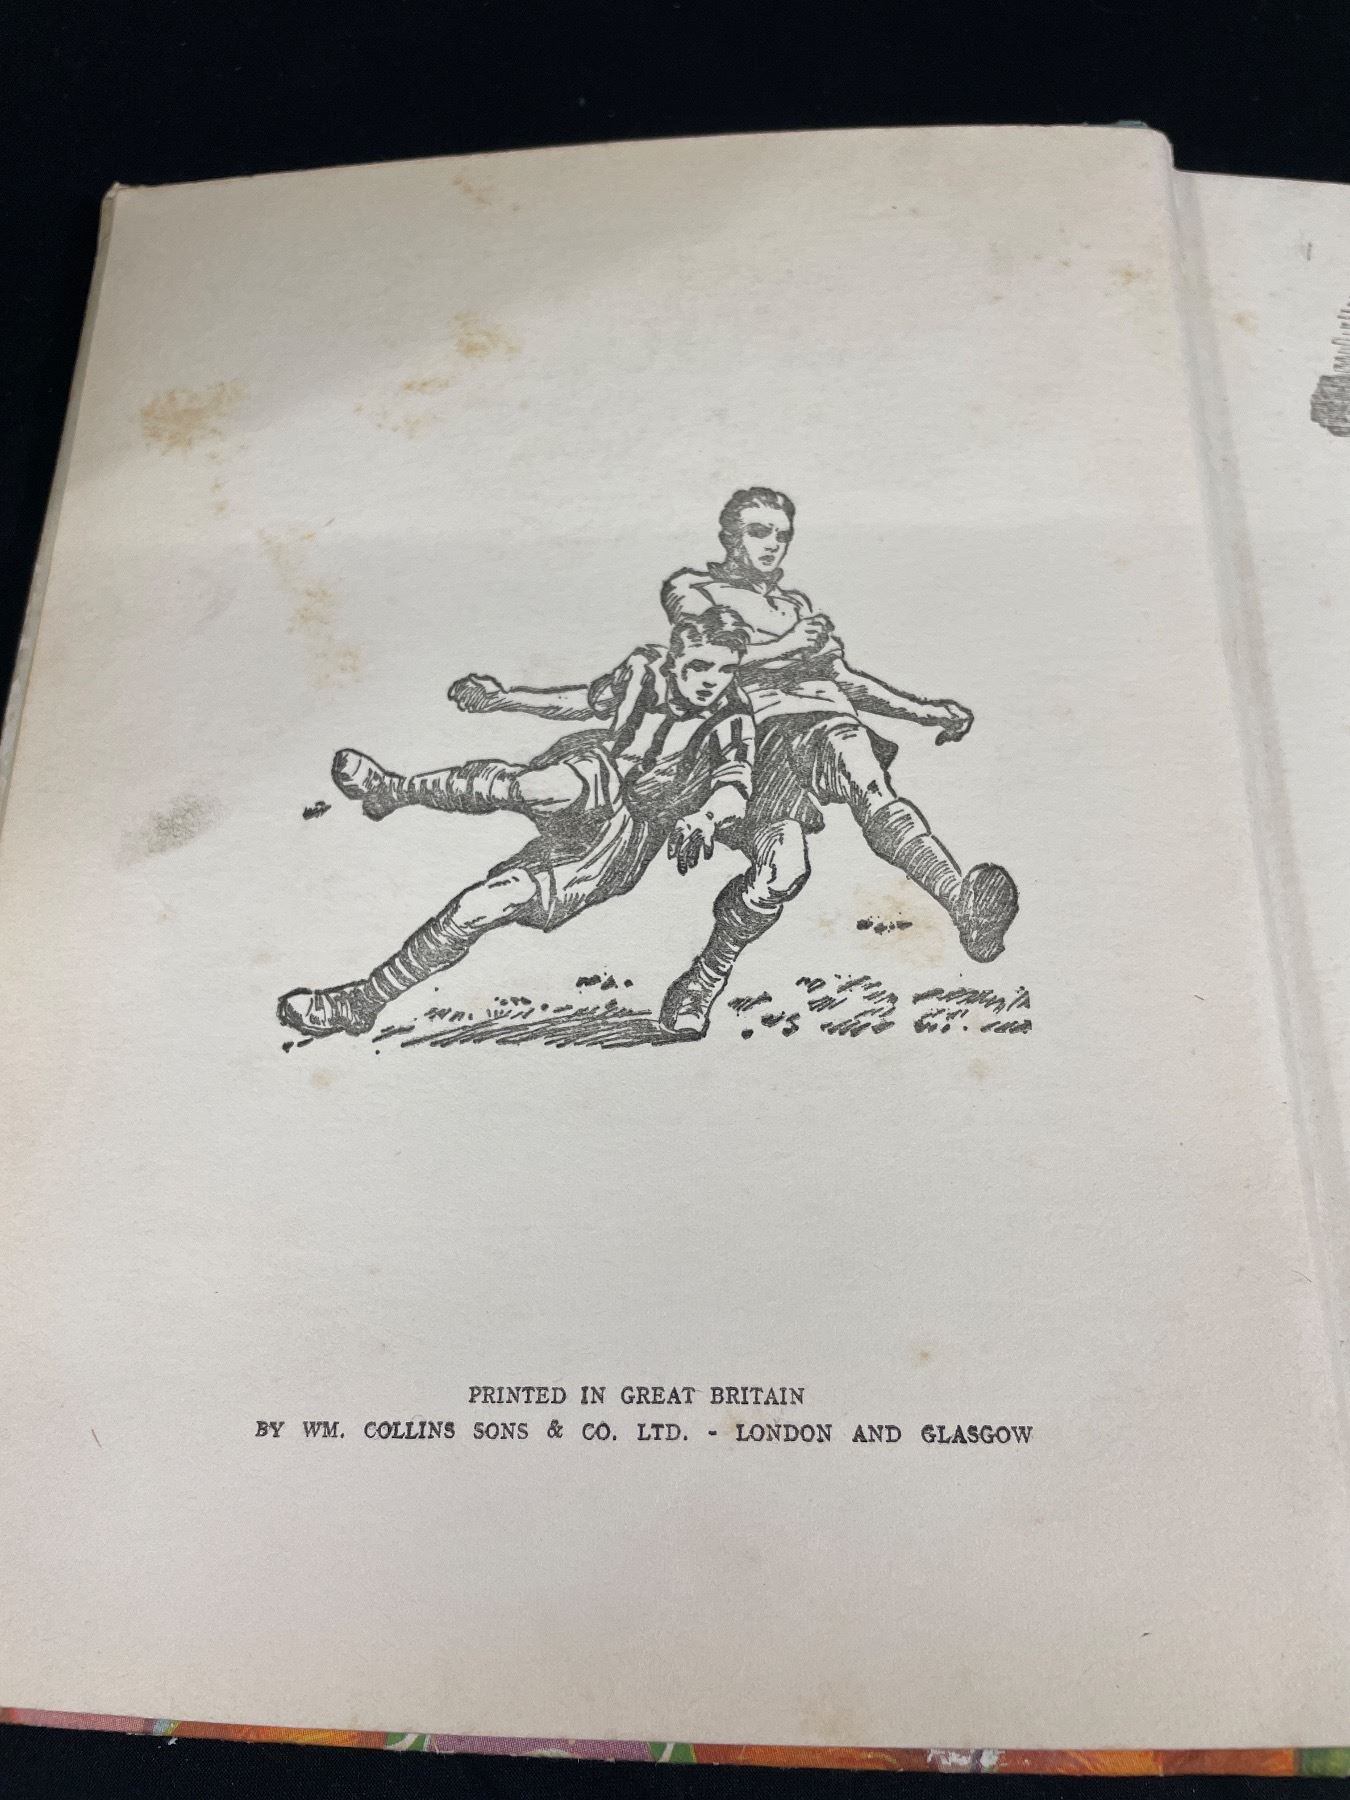 PRINTED IN GREAT BRITAIN
BY WM. COLLINS SONS & CO. LTD. - LONDON AND GLASGOW